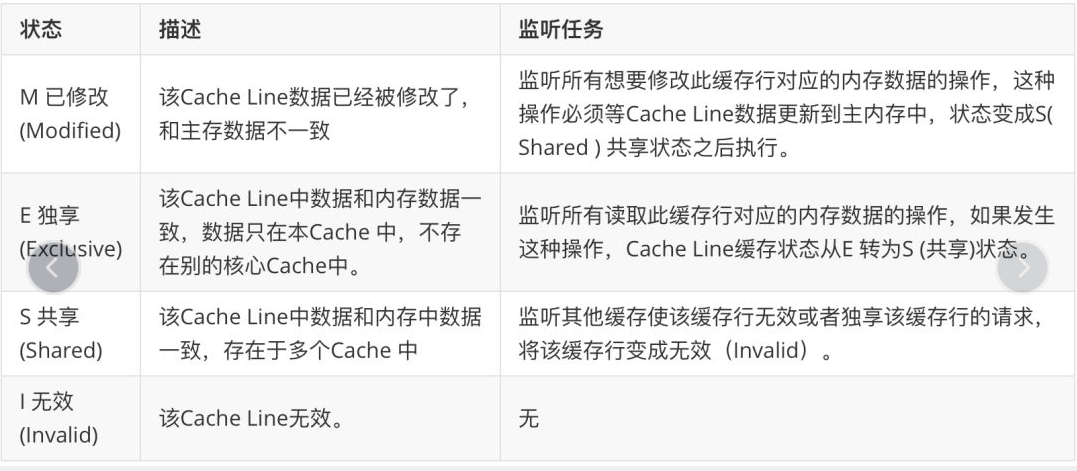 状态
描述
监听任务
M 已修改
(Modified)
该Cache Line数据已经被修改了，
和主存数据不一致
监听所有想要修改此缓存行对应的内存数据的操作，这种
操作必须等Cache Line数据更新到主内存中，状态变成S(
Shared ) 共享状态之后执行。
E 独享
(Exclusive)
该Cache Line中数据和内存数据一
致，数据只在本Cache 中，不存
在别的核心Cache中。
监听所有读取此缓存行对应的内存数据的操作，如果发生
这种操作，Cache Line缓存状态从E 转为S (共享)状态。
S 共享
(Shared)
该Cache Line中数据和内存中数据
一致，存在于多个Cache 中
监听其他缓存使该缓存行无效或者独享该缓存行的请求，
将该缓存行变成无效（Invalid）。
I 无效
(Invalid)
该Cache Line无效。
无